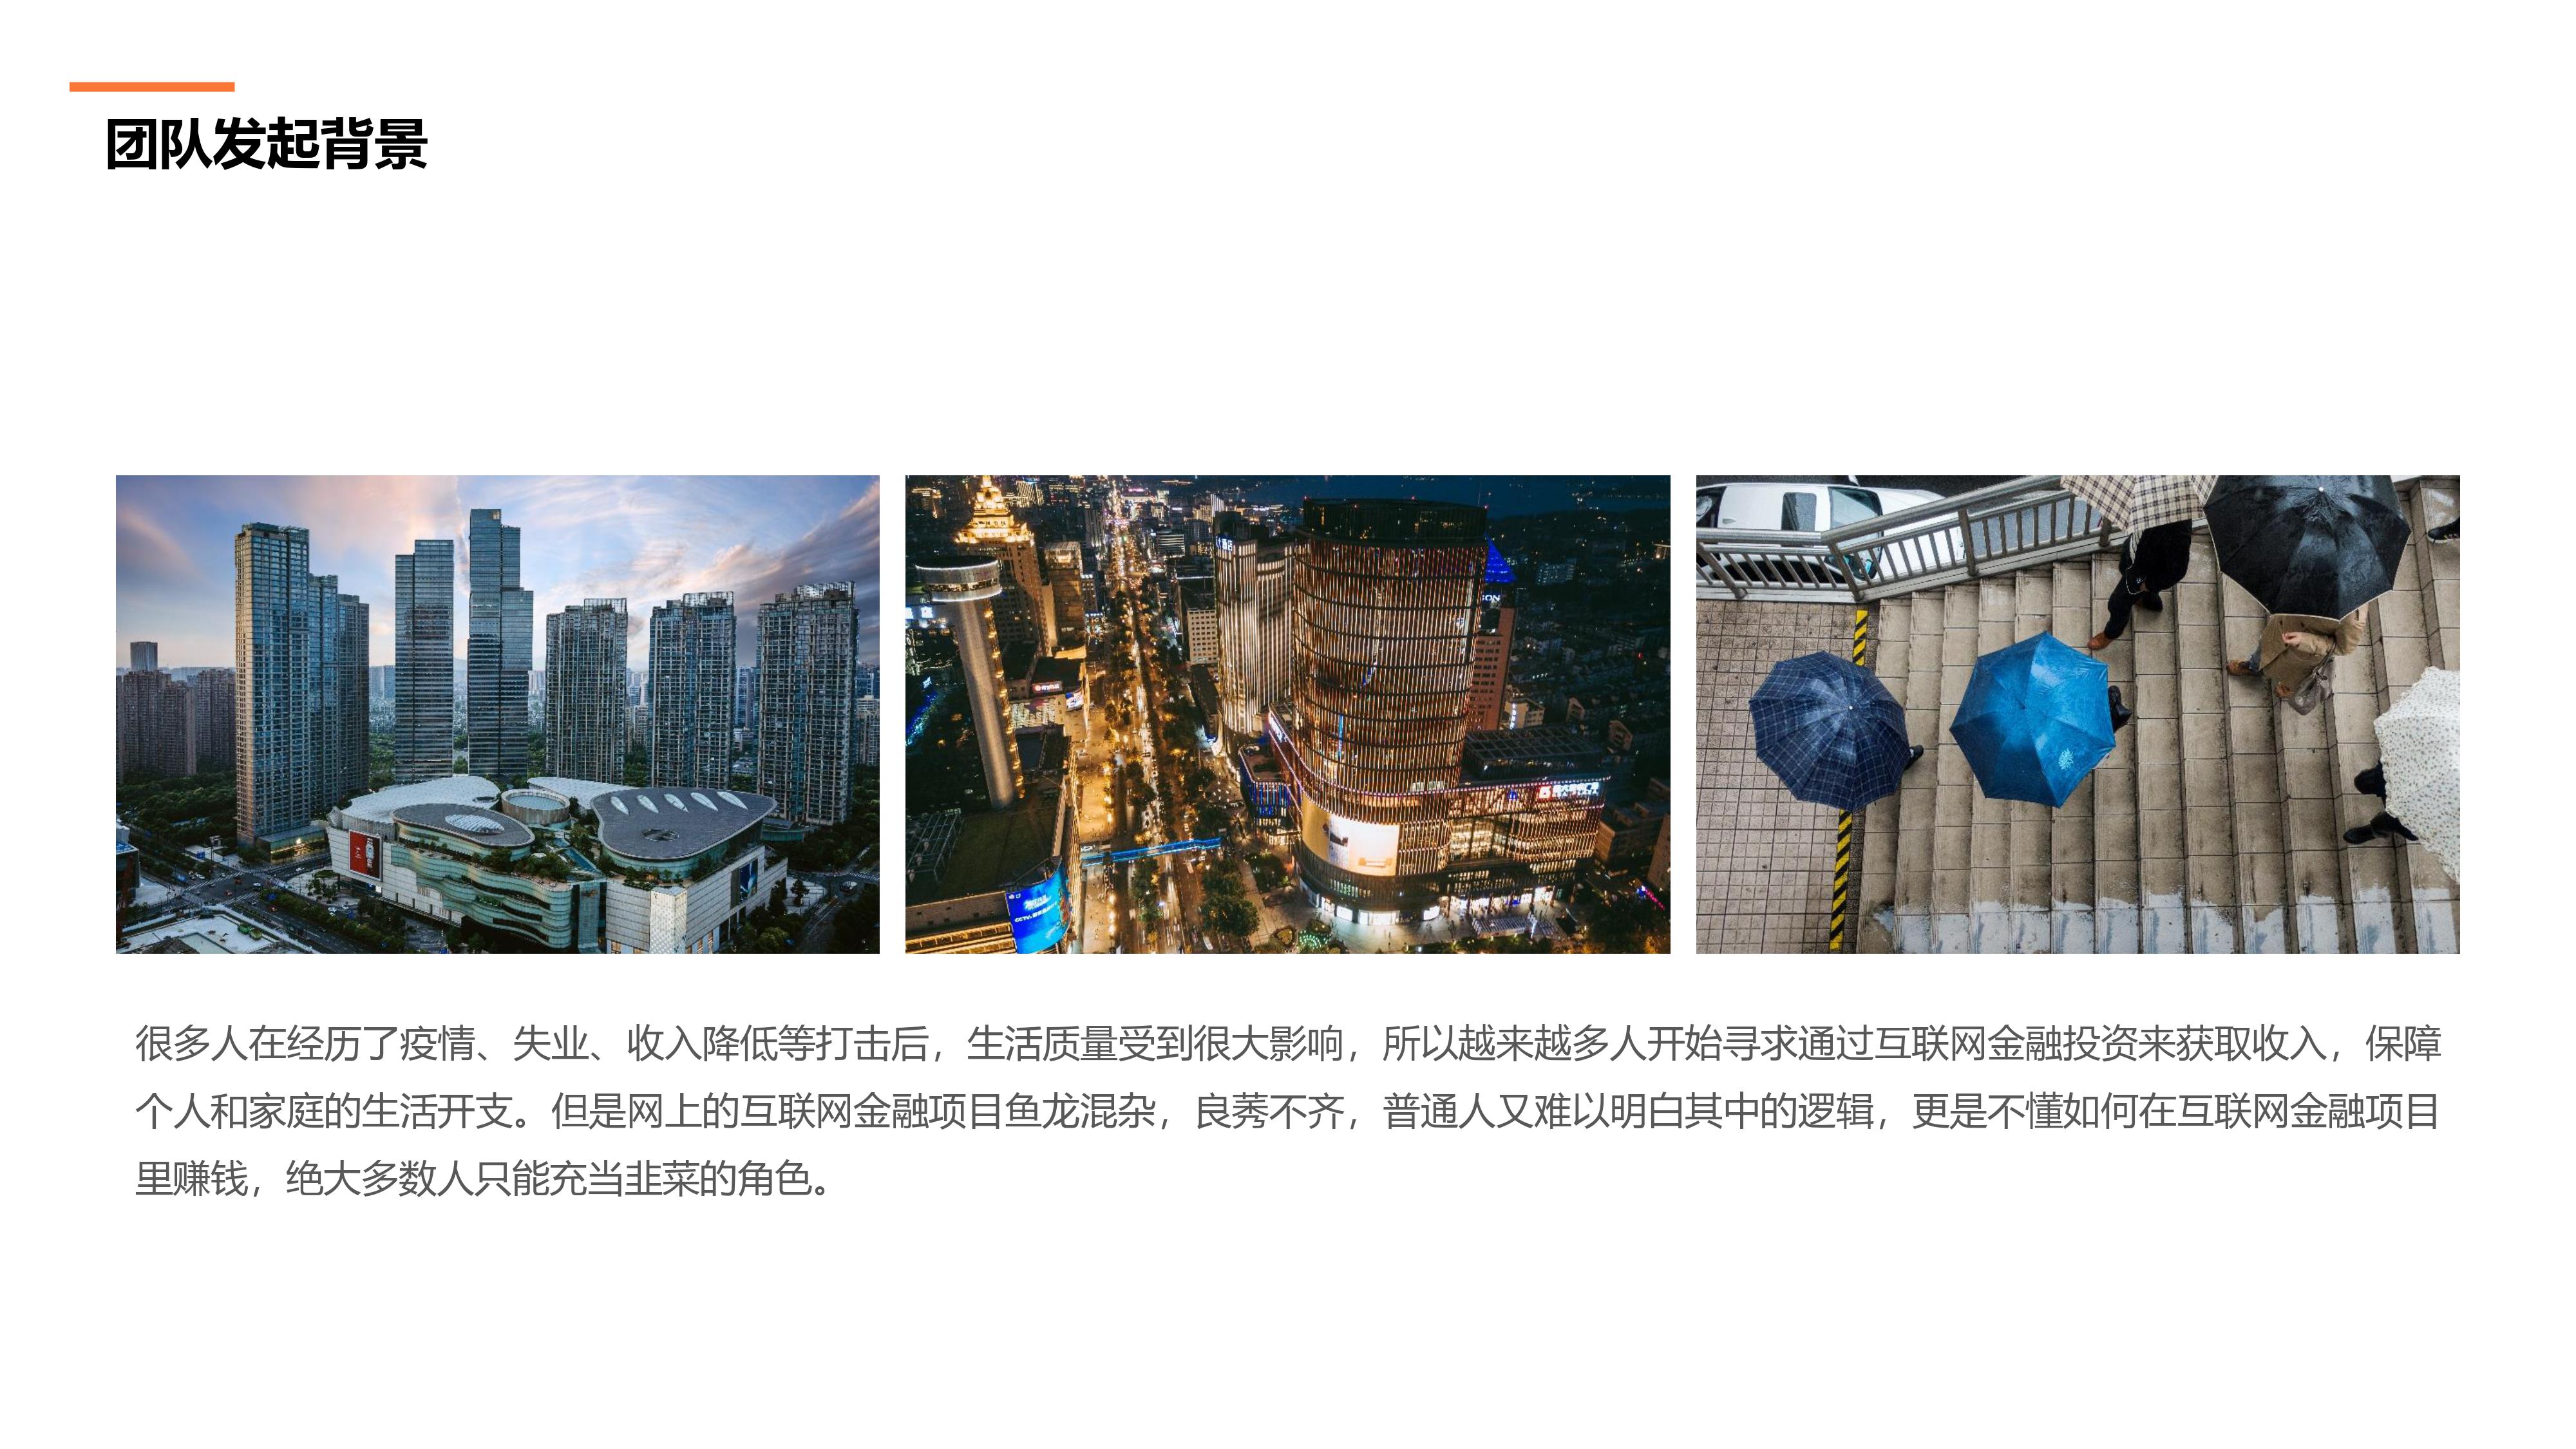 团队发起背景
很多人在经历了疫情、失业、收入降低等打击后，生活质量受到很大影响，所以越来越多人开始寻求通过互联网金融投资来获取收入，保障
个人和家庭的生活开支。但是网上的互联网金融项目鱼龙混杂，良莠不齐，普通人又难以明白其中的逻辑，更是不懂如何在互联网金融项目
里赚钱，绝大多数人只能充当韭菜的角色。